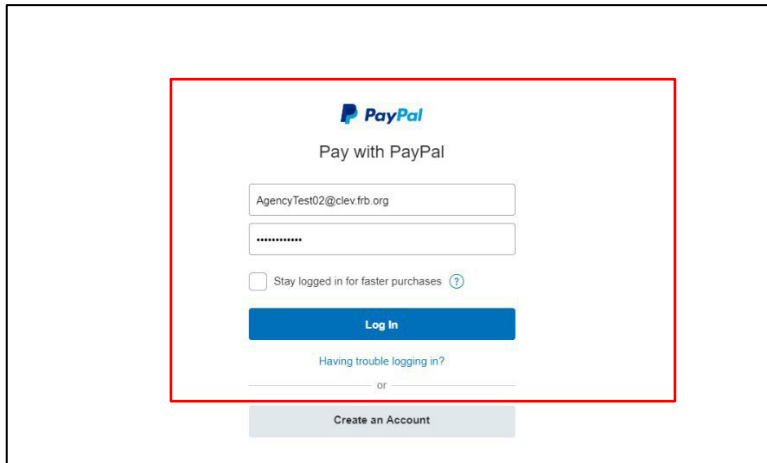 PayPal
Pay with PayPal
AgencyTest02@clev.frb.org
••••••••••••
Stay logged in for faster purchases ?
Log In
Having trouble logging in?
or
Create an Account